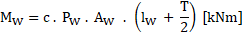 M_W = c . P_W . A_W . (l_W + T/2) [kNm]